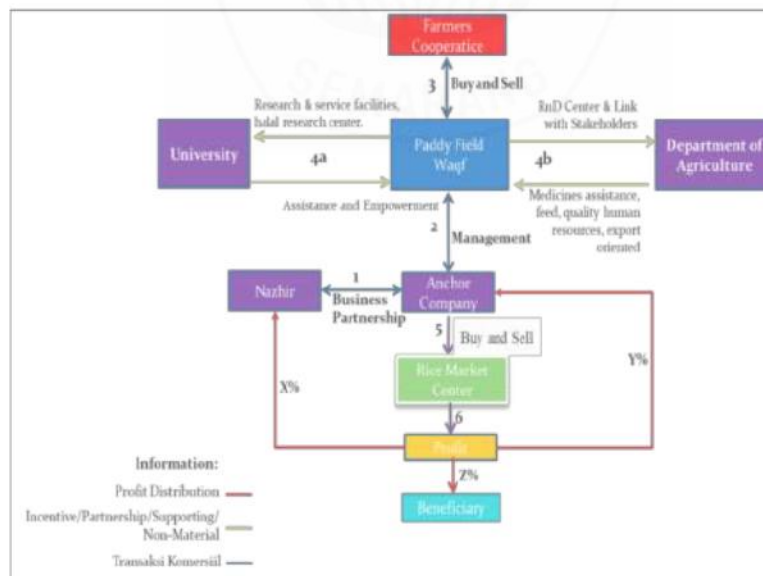 Farmers
Cooperatice
3
Buy and Sell
SEMARANG
Research & service facilities,
halal research center.
RnD Center & Link
with Stakeholders
University
4a
Paddy Field
Waqf
4b
Department of
Agriculture
Assistance and Empowerment
Medicines assistance,
feed, quality human
resources, export
oriented
2
Management
Nazhir
1
Business
Partnership
Anchor
Company
5
Buy and Sell
Rice Market
Center
X%
Y%
6
Profit
Z%
Beneficiary
Information:
Profit Distribution
Incentive/Partnership/Supporting/
Non-Material
Transaksi Komersiil